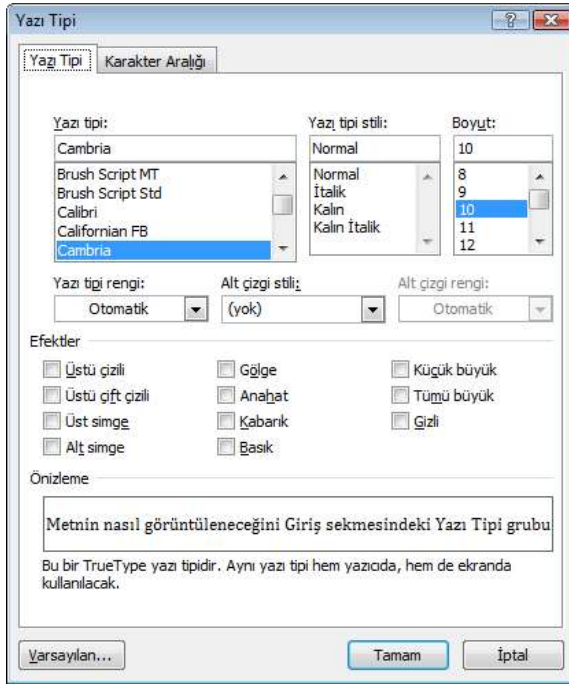 Yazı Tipi
Yazı Tipi Karakter Aralığı
Yazı tipi: Yazı tipi stili: Boyut:
Cambria Normal 10
Brush Script MT Normal 8
Brush Script Std İtalik 9
Calibri Kalın 10
Californian FB Kalın İtalik 11
Cambria 12
Yazı tipi rengi: Alt çizgi stili: Alt çizgi rengi:
Otomatik (yok) Otomatik
Efektler
Üstü çizili Gölge Küçük büyük
Üstü çift çizili Anahat Tümü büyük
Üst simge Kabarık Gizli
Alt simge Basık
Önizleme
Metnin nasıl görüntüleneceğini Giriş sekmesindeki Yazı Tipi grubu
Bu bir TrueType yazı tipidir. Aynı yazı tipi hem yazıcıda, hem de ekranda
kullanılacak.
Varsayılan... Tamam İptal